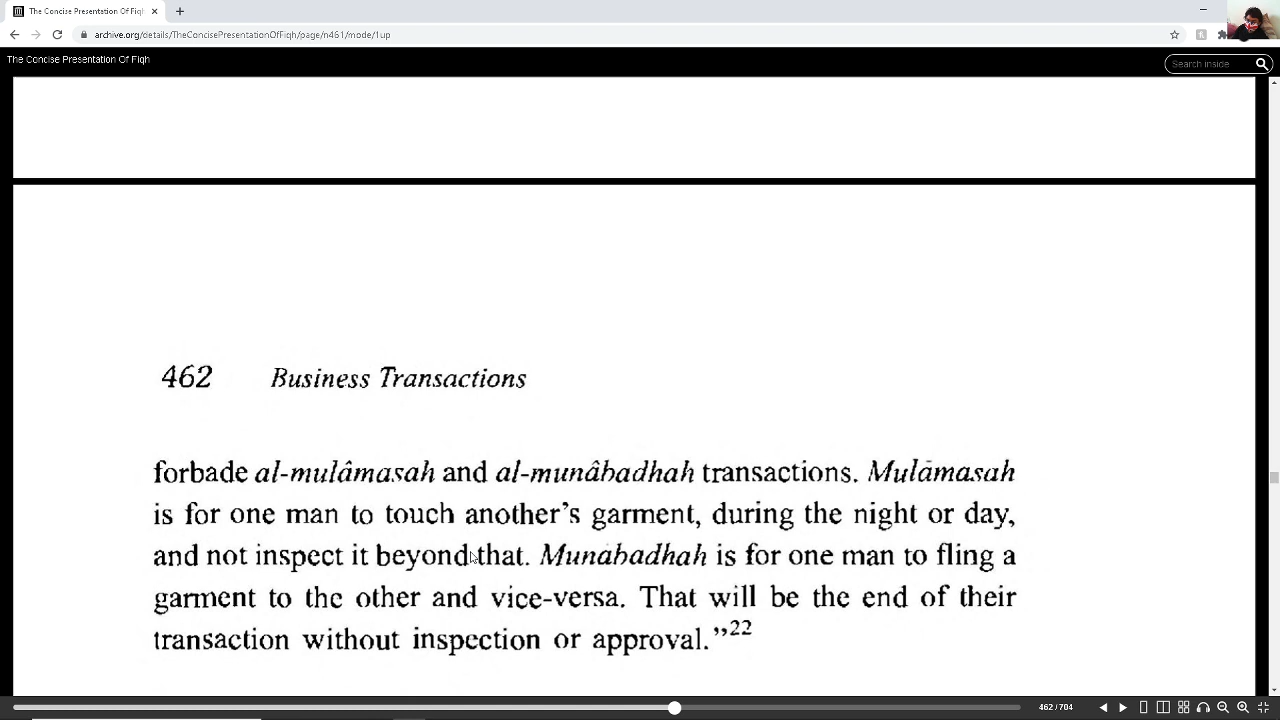 The Concise Presentation Of Fi
archive.org/details/TheConcisePresentationOfFiqh/page/n461/mode/1up
The Concise Presentation Of Fiqh
Search inside
462 Business Transactions
forbade al-mulâmasah and al-munâbadhah transactions. Mulâmasah
is for one man to touch another's garment, during the night or day,
and not inspect it beyond that. Munâbadhah is for one man to fling a
garment to the other and vice-versa. That will be the end of their
transaction without inspection or approval."22
462 / 704